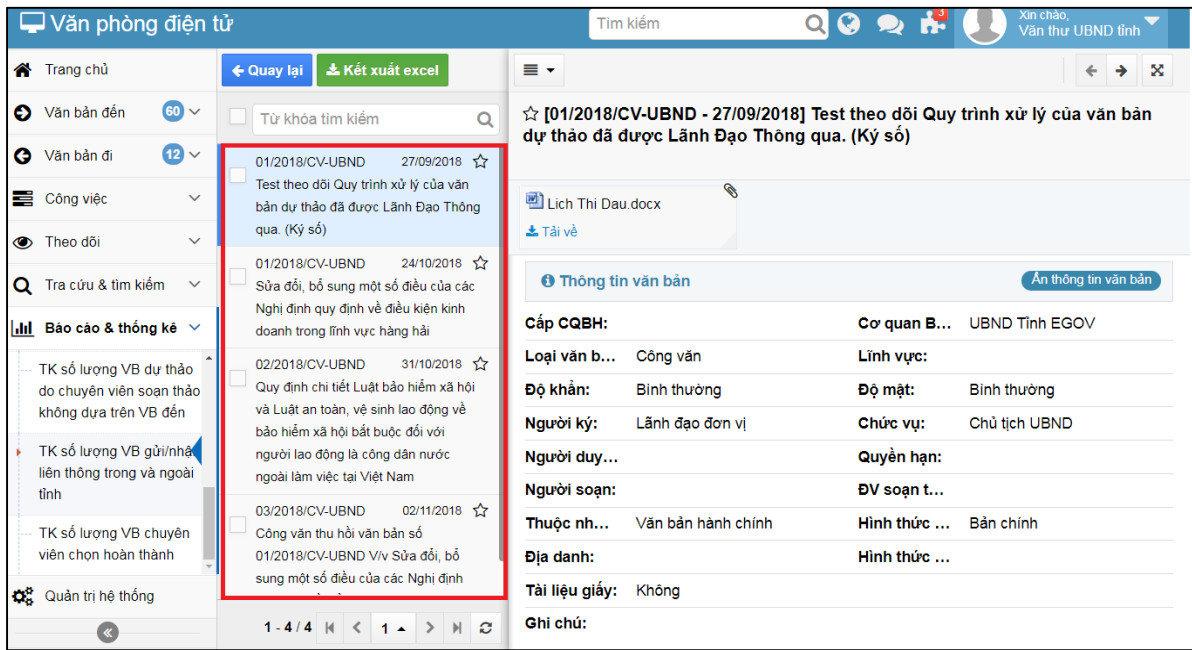 Văn phòng điện tử
Tìm kiếm
3
Xin chào,
Văn thư UBND tỉnh
Trang chủ
Văn bản đến 60
Văn bản đi 12
Công việc
Theo dõi
Tra cứu & tìm kiếm
Báo cáo & thống kê
TK số lượng VB dự thảo
do chuyên viên soạn thảo
không dựa trên VB đến
TK số lượng VB gửi/nhậ
liên thông trong và ngoài
tỉnh
TK số lượng VB chuyên
viên chọn hoàn thành
Quản trị hệ thống
Quay lại
Kết xuất excel
Từ khóa tìm kiếm
01/2018/CV-UBND 27/09/2018
Test theo dõi Quy trình xử lý của văn
bản dự thảo đã được Lãnh Đạo Thông
qua. (Ký số)
01/2018/CV-UBND 24/10/2018
Sửa đổi, bổ sung một số điều của các
Nghị định quy định về điều kiện kinh
doanh trong lĩnh vực hàng hải
02/2018/CV-UBND 31/10/2018
Quy định chi tiết Luật bảo hiểm xã hội
và Luật an toàn, vệ sinh lao động về
bảo hiểm xã hội bắt buộc đối với
người lao động là công dân nước
ngoài làm việc tại Việt Nam
03/2018/CV-UBND 02/11/2018
Công văn thu hồi văn bản số
01/2018/CV-UBND V/v Sửa đổi, bổ
sung một số điều của các Nghị định
1 - 4 / 4
1
[01/2018/CV-UBND - 27/09/2018] Test theo dõi Quy trình xử lý của văn bản
dự thảo đã được Lãnh Đạo Thông qua. (Ký số)
Lich Thi Dau.docx
Tải về
Thông tin văn bản
Ẩn thông tin văn bản
Cấp CQBH: Cơ quan B... UBND Tỉnh EGOV
Loại văn b... Công văn Lĩnh vực:
Độ khẩn: Bình thường Độ mật: Bình thường
Người ký: Lãnh đạo đơn vị Chức vụ: Chủ tịch UBND
Người duy... Quyền hạn:
Người soạn: ĐV soạn t...
Thuộc nh... Văn bản hành chính Hình thức ... Bản chính
Địa danh: Hình thức ...
Tài liệu giấy: Không
Ghi chú: